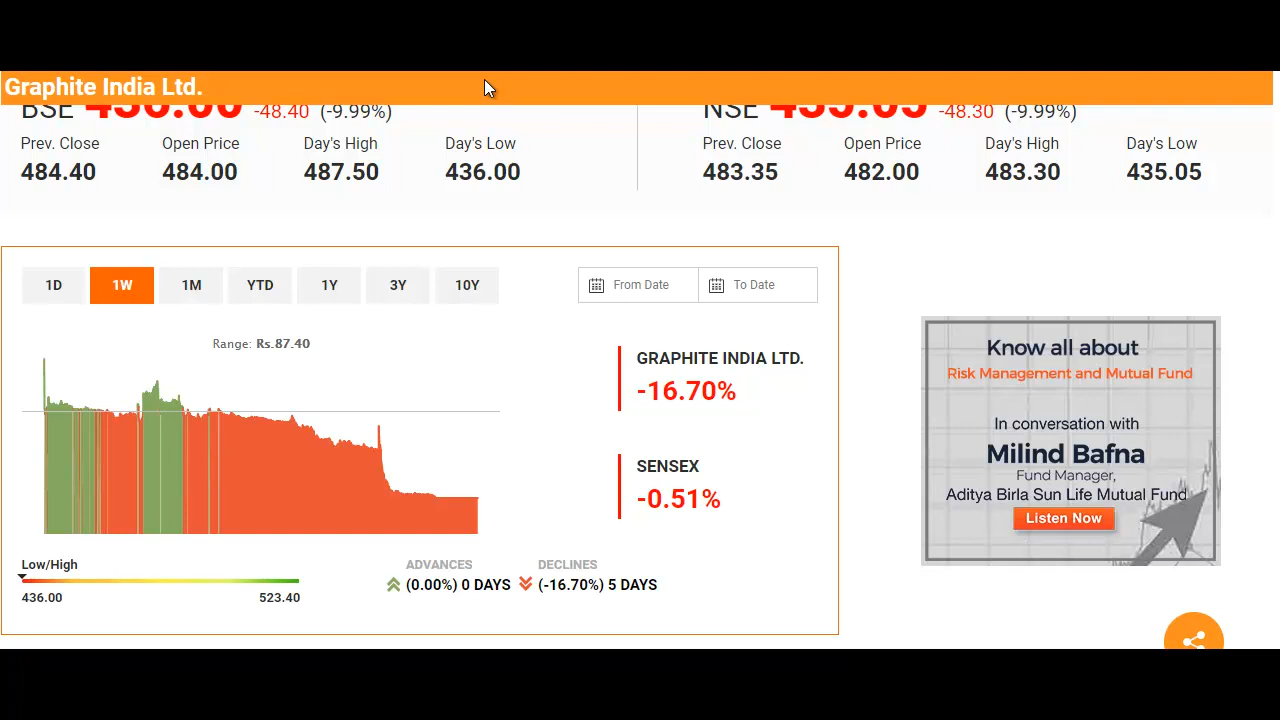 Graphite India Ltd.
BSE 436.00 -48.40 (-9.99%)
NSE 435.05 -48.30 (-9.99%)
Prev. Close Open Price Day's High Day's Low
484.40 484.00 487.50 436.00
Prev. Close Open Price Day's High Day's Low
483.35 482.00 483.30 435.05
1D 1W 1M YTD 1Y 3Y 10Y
From Date To Date
Range: Rs.87.40
GRAPHITE INDIA LTD.
-16.70%
SENSEX
-0.51%
Low/High
436.00 523.40
ADVANCES DECLINES
(0.00%) 0 DAYS (-16.70%) 5 DAYS
Know all about
Risk Management and Mutual Fund
In conversation with
Milind Bafna
Fund Manager,
Aditya Birla Sun Life Mutual Fund
Listen Now